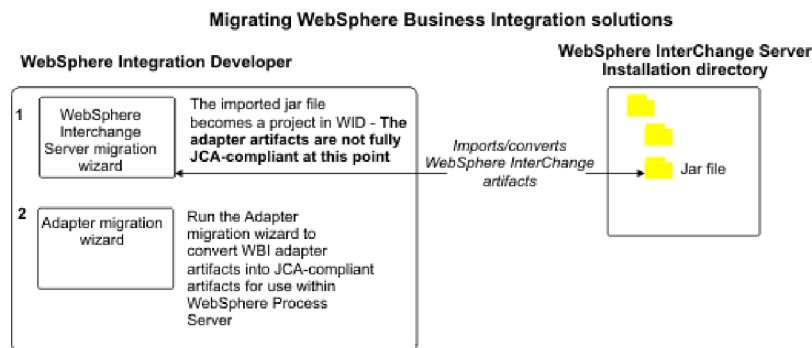 Migrating WebSphere Business Integration solutions
WebSphere Integration Developer
WebSphere InterChange Server
Installation directory
1
WebSphere
Interchange
Server migration
wizard
The imported jar file
becomes a project in WID - The
adapter artifacts are not fully
JCA-compliant at this point
Imports/converts
WebSphere InterChange
artifacts
Jar file
2
Adapter migration
wizard
Run the Adapter
migration wizard to
convert WBI adapter
artifacts into JCA-compliant
artifacts for use within
WebSphere Process
Server